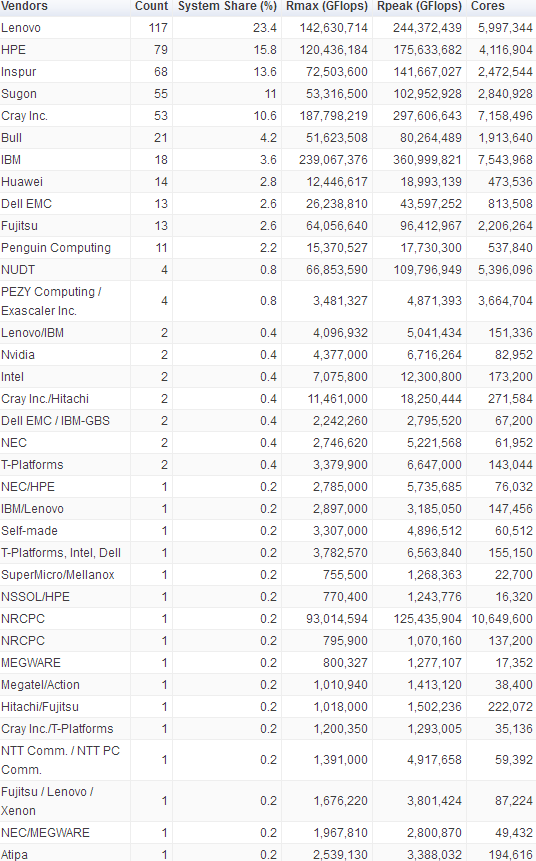 Vendors Count System Share (%) Rmax (GFlops) Rpeak (GFlops) Cores
Lenovo 117 23.4 142,630,714 244,372,439 5,997,344
HPE 79 15.8 120,436,184 175,633,682 4,116,904
Inspur 68 13.6 72,503,600 141,667,027 2,472,544
Sugon 55 11 53,316,500 102,952,928 2,840,928
Cray Inc. 53 10.6 187,798,219 297,606,643 7,158,496
Bull 21 4.2 51,623,508 80,264,489 1,913,640
IBM 18 3.6 239,067,376 360,999,821 7,543,968
Huawei 14 2.8 12,446,617 18,993,139 473,536
Dell EMC 13 2.6 26,238,810 43,597,252 813,508
Fujitsu 13 2.6 64,056,640 96,412,967 2,206,264
Penguin Computing 11 2.2 15,370,527 17,730,300 537,840
NUDT 4 0.8 66,853,590 109,796,949 5,396,096
PEZY Computing /
Exascaler Inc. 4 0.8 3,481,327 4,871,393 3,664,704
Lenovo/IBM 2 0.4 4,096,932 5,041,434 151,336
Nvidia 2 0.4 4,377,000 6,716,264 82,952
Intel 2 0.4 7,075,800 12,300,800 173,200
Cray Inc./Hitachi 2 0.4 11,461,000 18,250,444 271,584
Dell EMC / IBM-GBS 2 0.4 2,242,260 2,795,520 67,200
NEC 2 0.4 2,746,620 5,221,568 61,952
T-Platforms 2 0.4 3,379,900 6,647,000 143,044
NEC/HPE 1 0.2 2,785,000 5,735,685 76,032
IBM/Lenovo 1 0.2 2,897,000 3,185,050 147,456
Self-made 1 0.2 3,307,000 4,896,512 60,512
T-Platforms, Intel, Dell 1 0.2 3,782,570 6,563,840 155,150
SuperMicro/Mellanox 1 0.2 755,500 1,268,363 22,700
NSSOL/HPE 1 0.2 770,400 1,243,776 16,320
NRCPC 1 0.2 93,014,594 125,435,904 10,649,600
NRCPC 1 0.2 795,900 1,070,160 137,200
MEGWARE 1 0.2 800,327 1,277,107 17,352
Megatel/Action 1 0.2 1,010,940 1,413,120 38,400
Hitachi/Fujitsu 1 0.2 1,018,000 1,502,236 222,072
Cray Inc./T-Platforms 1 0.2 1,200,350 1,293,005 35,136
NTT Comm. / NTT PC
Comm. 1 0.2 1,391,000 4,917,658 59,392
Fujitsu / Lenovo /
Xenon 1 0.2 1,676,220 3,801,424 87,224
NEC/MEGWARE 1 0.2 1,967,810 2,800,870 49,432
Atipa 1 0.2 2,539,130 3,388,032 194,616